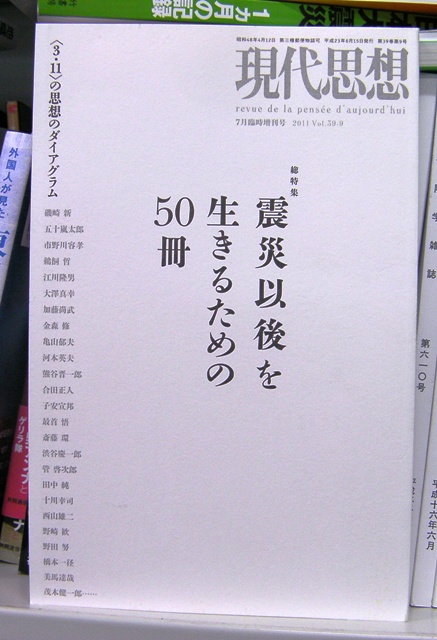 1カ月の記録
日本大震災
昭和48年4月12日 第三種郵便物認可 平成23年6月15日発行 第39巻第9号
現代思想
revue de la pensée d'aujourd'hui
7月臨時増刊号 2011 Vol.39-9
総特集
震災以後を
生きるための
50冊
〈3・11〉の思想のダイアグラム
磯崎 新
五十嵐太郎
市野川容孝
鵜飼 哲
江川隆男
大澤真幸
加藤尚武
金森 修
亀山郁夫
河本英夫
熊谷晋一郎
合田正人
子安宣邦
最首 悟
斎藤 環
渋谷慶一郎
菅 啓次郎
田中 純
十川幸司
西山雄二
野崎 歓
野田 努
橋本一径
美馬達哉
茂木健一郎……
外国人が見た
ゲリラ隊
学 雑 誌
第六一〇号
平成十六年六月